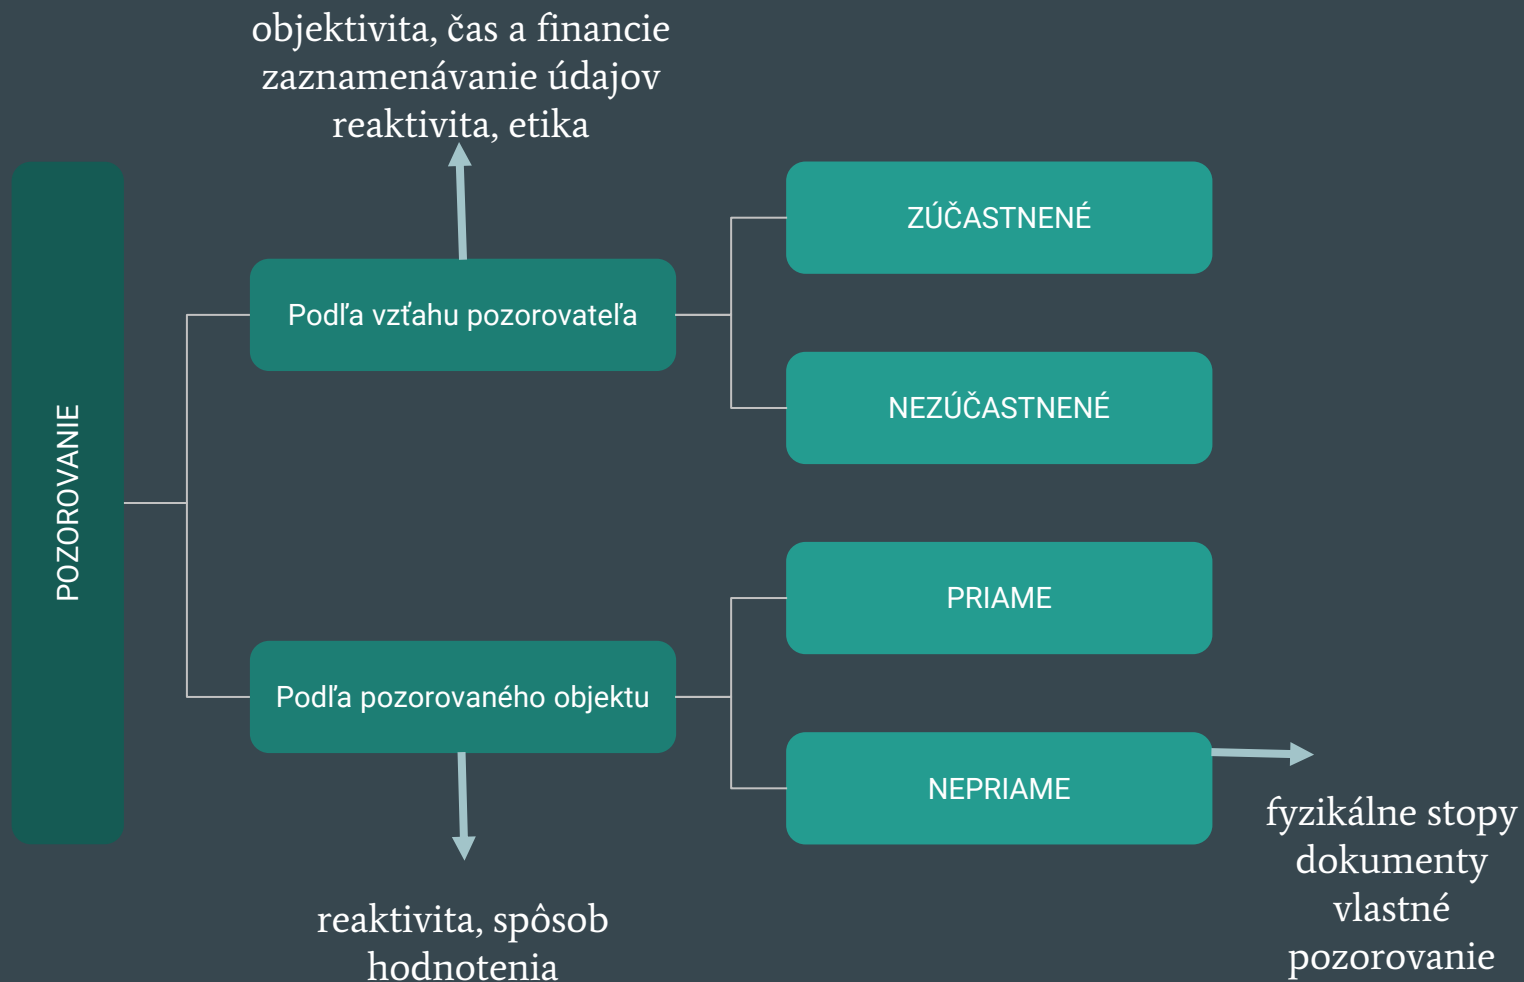 objektivita, čas a financie
zaznamenávanie údajov
reaktivita, etika
POZOROVANIE
Podľa vzťahu pozorovateľa
ZÚČASTNENÉ
NEZÚČASTNENÉ
Podľa pozorovaného objektu
PRIAME
NEPRIAME
fyzikálne stopy
dokumenty
vlastné
pozorovanie
reaktivita, spôsob
hodnotenia